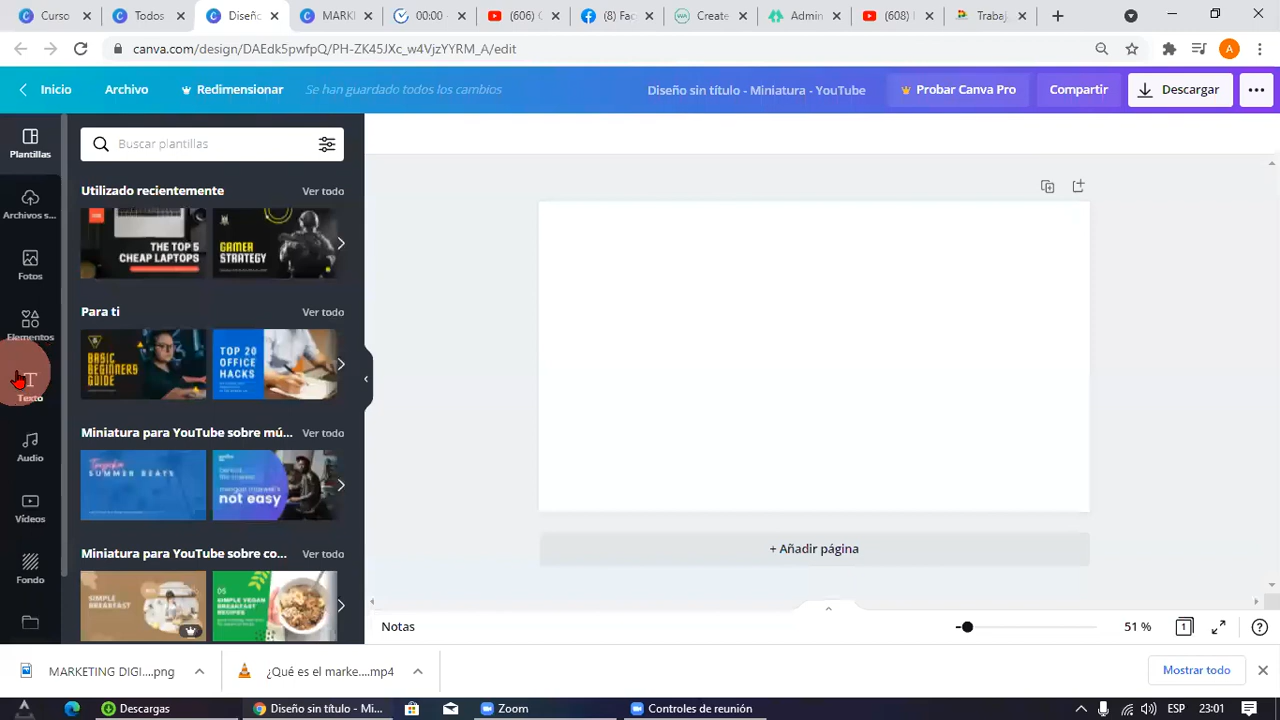 Curso
Todos
Diseñ
MARK
00:00
(606)
(8) Fac
Create
Admin
(608)
Trabaj
canva.com/design/DAEdk5pwfpQ/PH-ZK45JXc_w4VjzYYRM_A/edit
A
Inicio
Archivo
Redimensionar
Se han guardado todos los cambios
Diseño sin título - Miniatura - YouTube
Probar Canva Pro
Compartir
Descargar
Plantillas
Archivos s...
Fotos
Elementos
Texto
Audio
Vídeos
Fondo
Buscar plantillas
Utilizado recientemente
Ver todo
THE TOP 5
CHEAP LAPTOPS
GAMER
STRATEGY
Para ti
Ver todo
BASIC
BEGINNERS
GUIDE
TOP 20
OFFICE
HACKS
Miniatura para YouTube sobre mú...
Ver todo
SUMMER BEATS
not easy
Miniatura para YouTube sobre co...
Ver todo
SIMPLE
BREAKFAST
05
SIMPLE VEGAN
BREAKFAST
RECIPES
+ Añadir página
Notas
51 %
1
MARKETING DIGI....png
¿Qué es el marke....mp4
Mostrar todo
Descargas
Diseño sin título - Mi...
Zoom
Controles de reunión
ESP
23:01